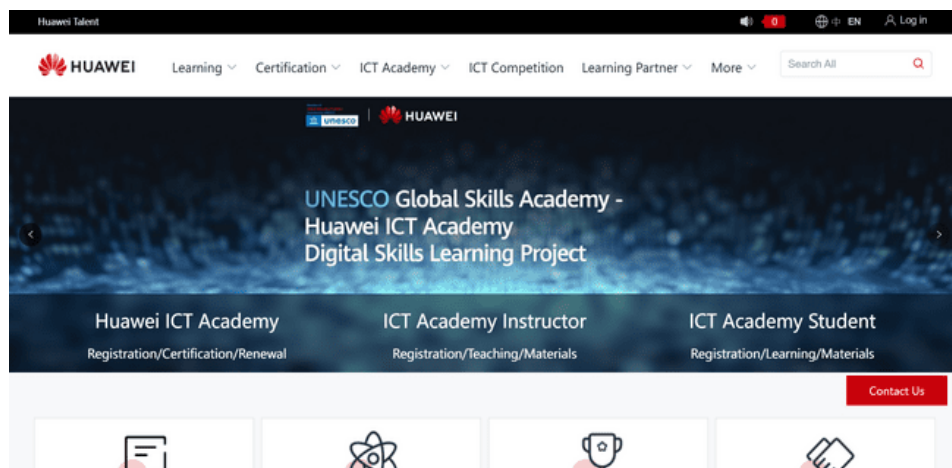 Huawei Talent
0
中 EN
Log in
HUAWEI
Learning
Certification
ICT Academy
ICT Competition
Learning Partner
More
Search All
unesco
HUAWEI
UNESCO Global Skills Academy -
Huawei ICT Academy
Digital Skills Learning Project
Huawei ICT Academy
Registration/Certification/Renewal
ICT Academy Instructor
Registration/Teaching/Materials
ICT Academy Student
Registration/Learning/Materials
Contact Us